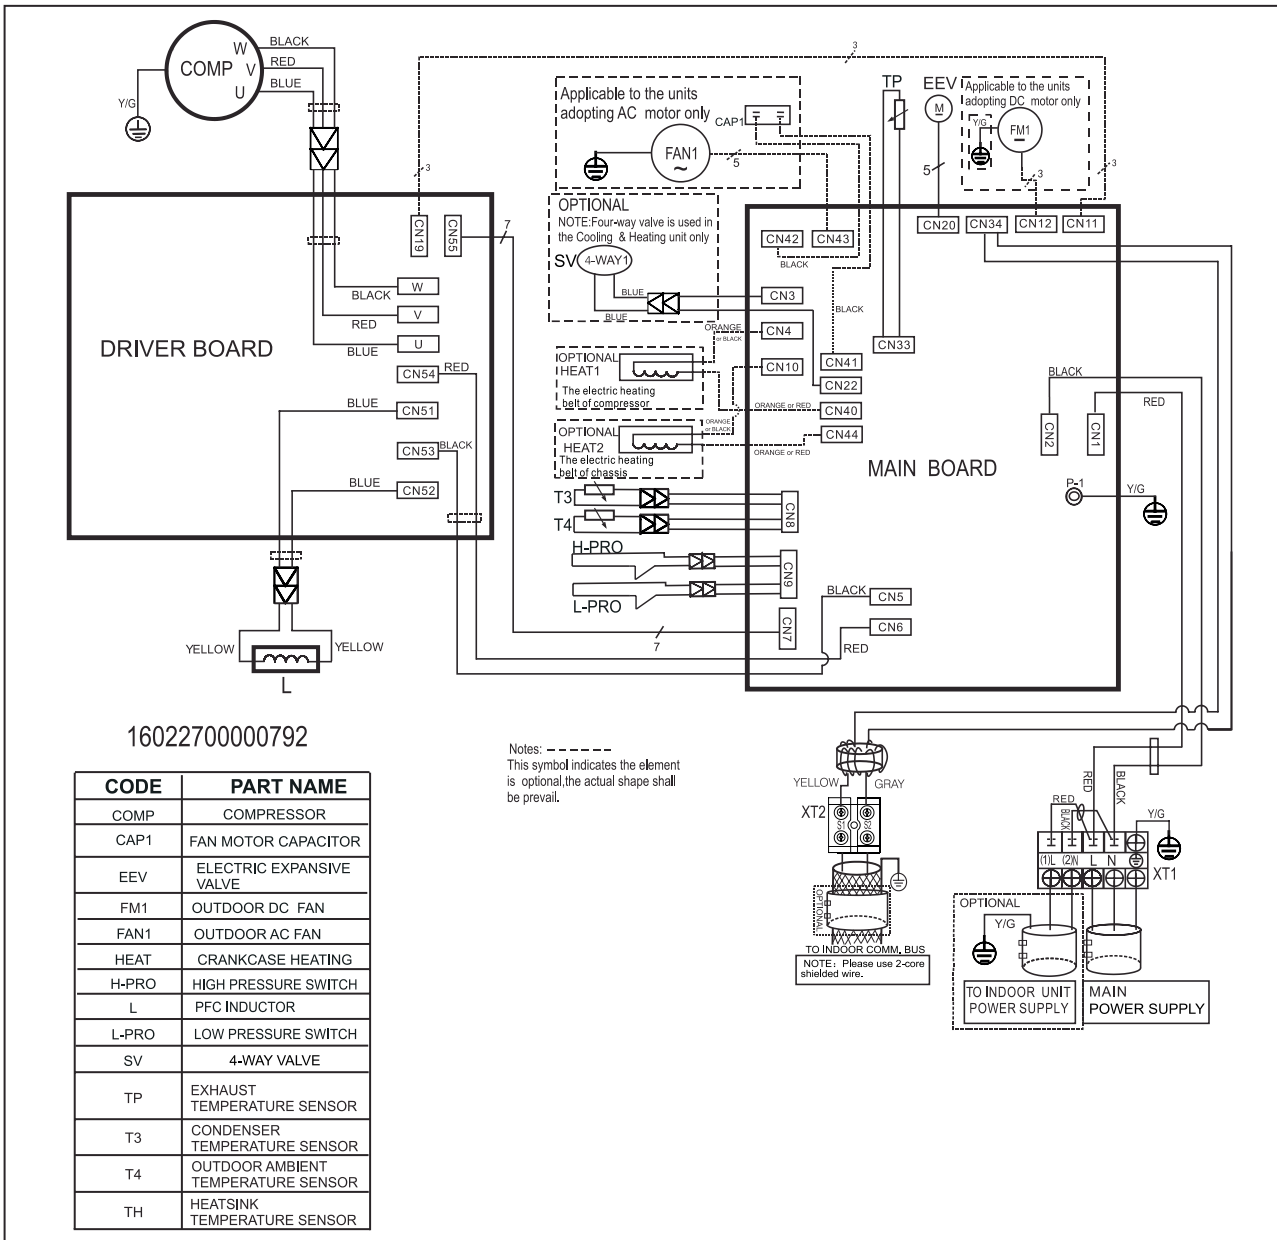 COMP
W
V
U
BLACK
RED
BLUE
Y/G
3
3
3
Applicable to the units
adopting AC motor only
CAP1
FAN1
~
5
TP
EEV
M
5
Applicable to the units
adopting DC motor only
Y/G
FM1
3
OPTIONAL
NOTE:Four-way valve is used in
the Cooling & Heating unit only
SV
4-WAY1
BLUE
BLUE
CN19
CN55
7
W
BLACK
V
RED
U
BLUE
DRIVER BOARD
CN54
RED
BLUE
CN51
CN53
BLACK
BLUE
CN52
YELLOW
YELLOW
L
CN20
CN34
CN12
CN11
CN42
CN43
BLACK
CN3
BLACK
ORANGE
or BLACK
CN4
CN33
OPTIONAL
HEAT1
The electric heating
belt of compressor
CN10
CN41
CN22
ORANGE or RED
CN40
ORANGE
or BLACK
CN44
ORANGE or RED
OPTIONAL
HEAT2
The electric heating
belt of chassis
BLACK
RED
CN2
CN1
MAIN BOARD
P-1
Y/G
T3
T4
CN8
H-PRO
L-PRO
CN9
CN7
7
BLACK
CN5
CN6
RED
16022700000792
Notes:
This symbol indicates the element
is optional,the actual shape shall
be prevail.
YELLOW
GRAY
XT2
S1
S2
OPTIONAL
TO INDOOR COMM. BUS
NOTE: Please use 2-core
shielded wire.
RED
BLACK
RED
BLACK
Y/G
(1)L
(2)N
L
N
XT1
OPTIONAL
Y/G
TO INDOOR UNIT
POWER SUPPLY
MAIN
POWER SUPPLY
CODE PART NAME
COMP COMPRESSOR
CAP1 FAN MOTOR CAPACITOR
EEV ELECTRIC EXPANSIVE
VALVE
FM1 OUTDOOR DC FAN
FAN1 OUTDOOR AC FAN
HEAT CRANKCASE HEATING
H-PRO HIGH PRESSURE SWITCH
L PFC INDUCTOR
L-PRO LOW PRESSURE SWITCH
SV 4-WAY VALVE
TP EXHAUST
TEMPERATURE SENSOR
T3 CONDENSER
TEMPERATURE SENSOR
T4 OUTDOOR AMBIENT
TEMPERATURE SENSOR
TH HEATSINK
TEMPERATURE SENSOR